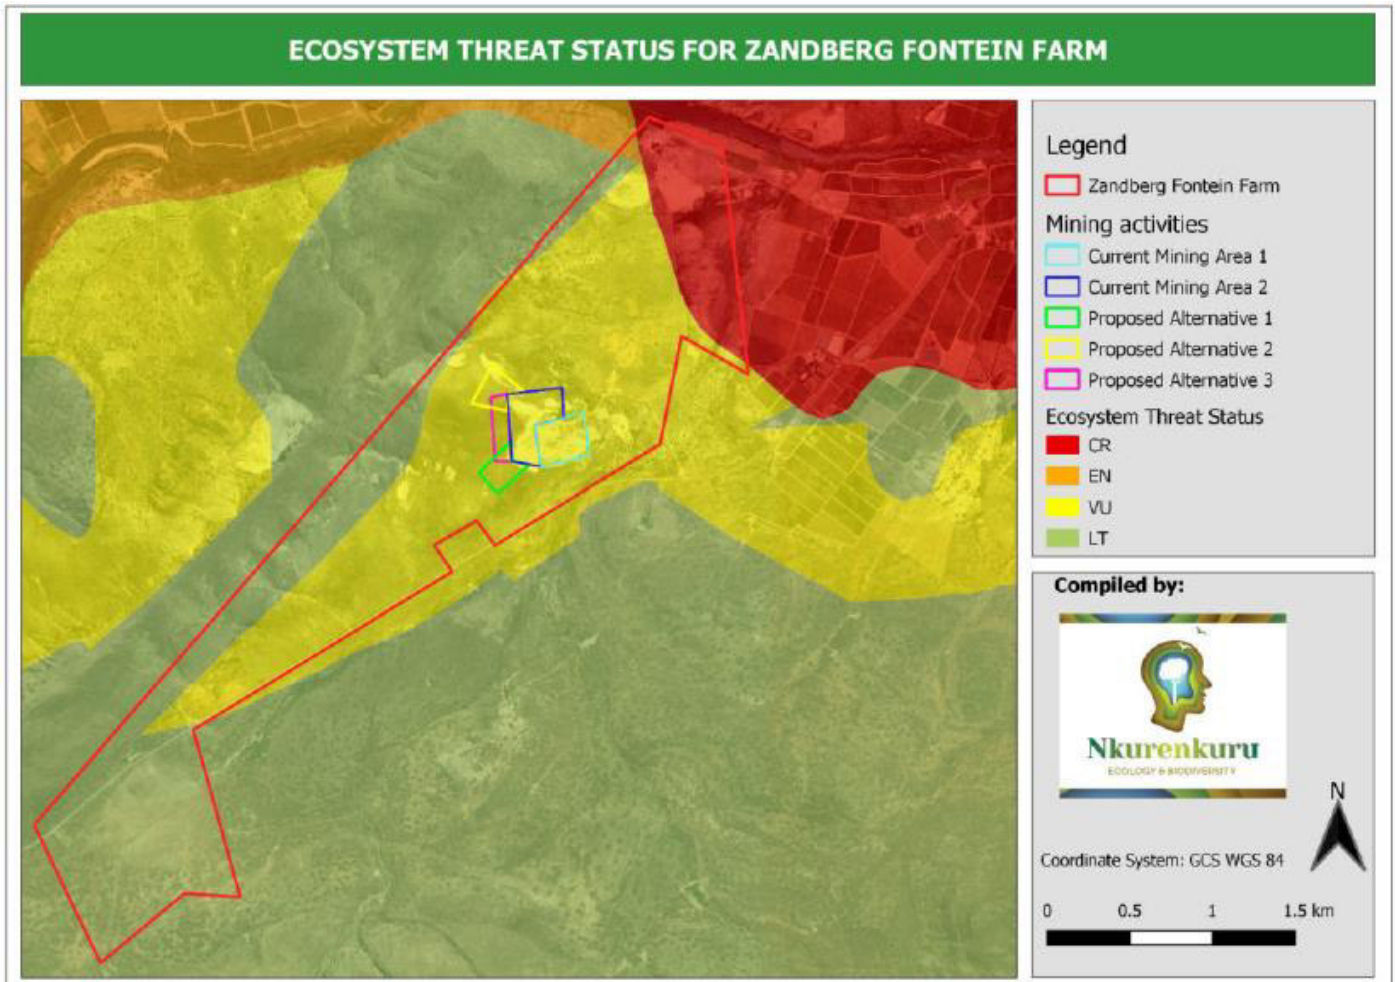 ECOSYSTEM THREAT STATUS FOR ZANDBERG FONTEIN FARM
Legend
Zandberg Fontein Farm
Mining activities
Current Mining Area 1
Current Mining Area 2
Proposed Alternative 1
Proposed Alternative 2
Proposed Alternative 3
Ecosystem Threat Status
CR
EN
VU
LT
Compiled by:
Nkurenkuru
ECOLOGY & BIODIVERSITY
N
Coordinate System: GCS WGS 84
0 0.5 1 1.5 km